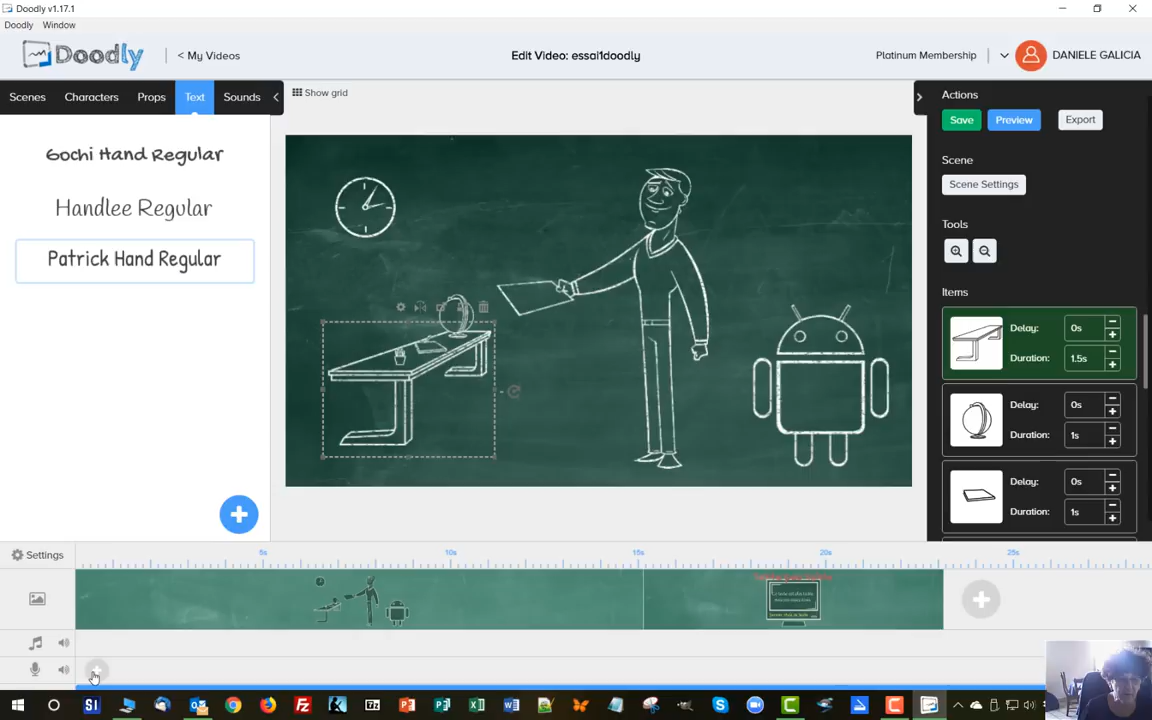 Doodly v1.17.1
Doodly Window
Doodly < My Videos Edit Video: essai1doodly Platinum Membership DANIELE GALICIA
Scenes Characters Props Text Sounds
Show grid
Gochi Hand Regular
Handlee Regular
Patrick Hand Regular
Actions
Save Preview Export
Scene
Scene Settings
Tools
Items
Delay: 0s
Duration: 1.5s
Delay: 0s
Duration: 1s
Delay: 0s
Duration: 1s
Settings
5s 10s 15s 20s 25s